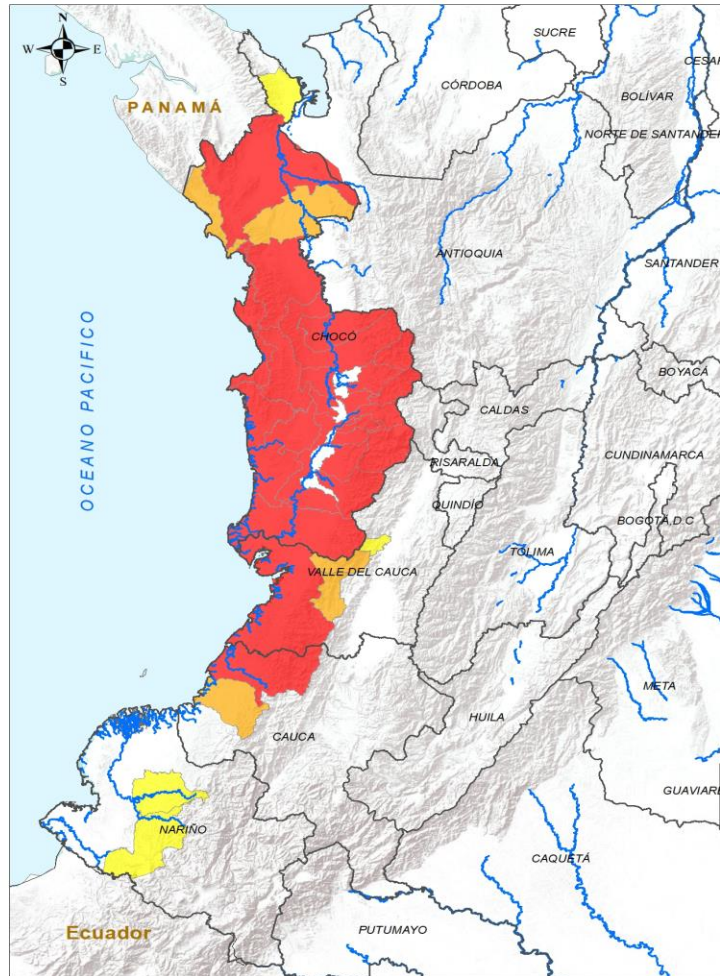 N
W E
S
SUCRE
CESAR
CÓRDOBA
BOLÍVAR
PANAMÁ
NORTE DE SANTANDER
ANTIOQUIA
SANTANDER
OCEANO PACIFICO
CHOCÓ
BOYACÁ
CALDAS
CUNDINAMARCA
RISARALDA
QUINDÍO
BOGOTÁ, D.C
TOLIMA
VALLE DEL CAUCA
META
HUILA
CAUCA
GUAVIARE
NARIÑO
CAQUETÁ
Ecuador
PUTUMAYO